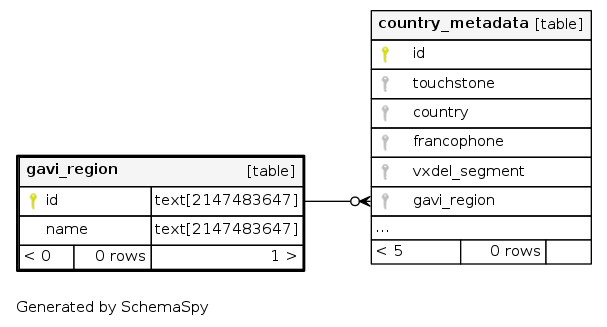 country_metadata [table]
id
touchstone
country
francophone
vxdel_segment
gavi_region
...
< 5 0 rows
gavi_region [table]
id text[2147483647]
name text[2147483647]
< 0 0 rows 1 >
Generated by SchemaSpy